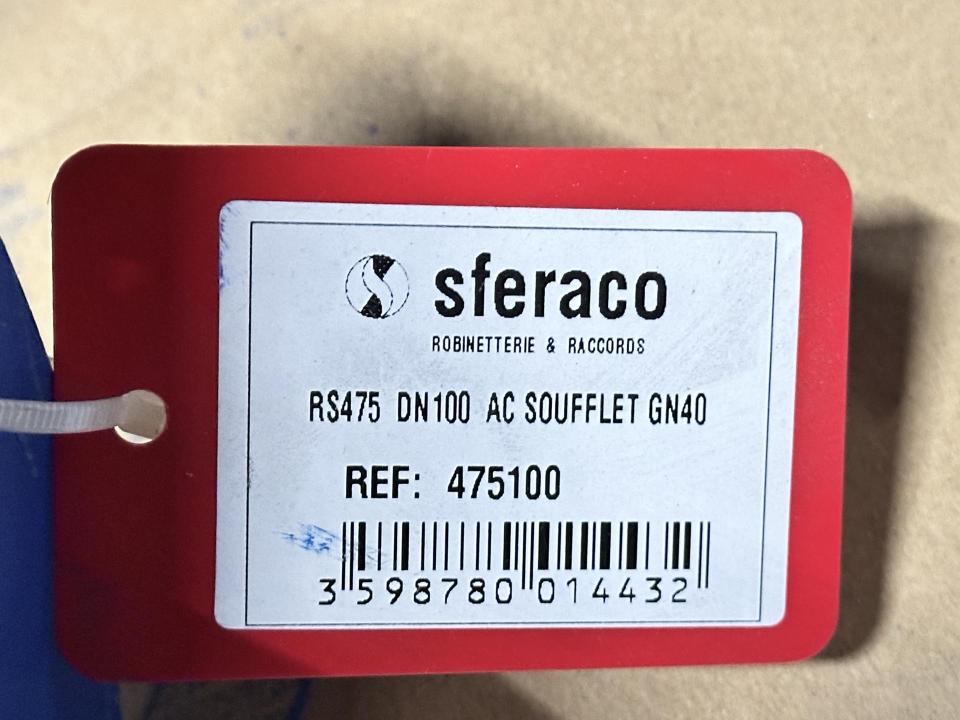 sferaco
ROBINETTERIE & RACCORDS
RS475 DN100 AC SOUFFLET GN40
REF: 475100
3 598780 014432